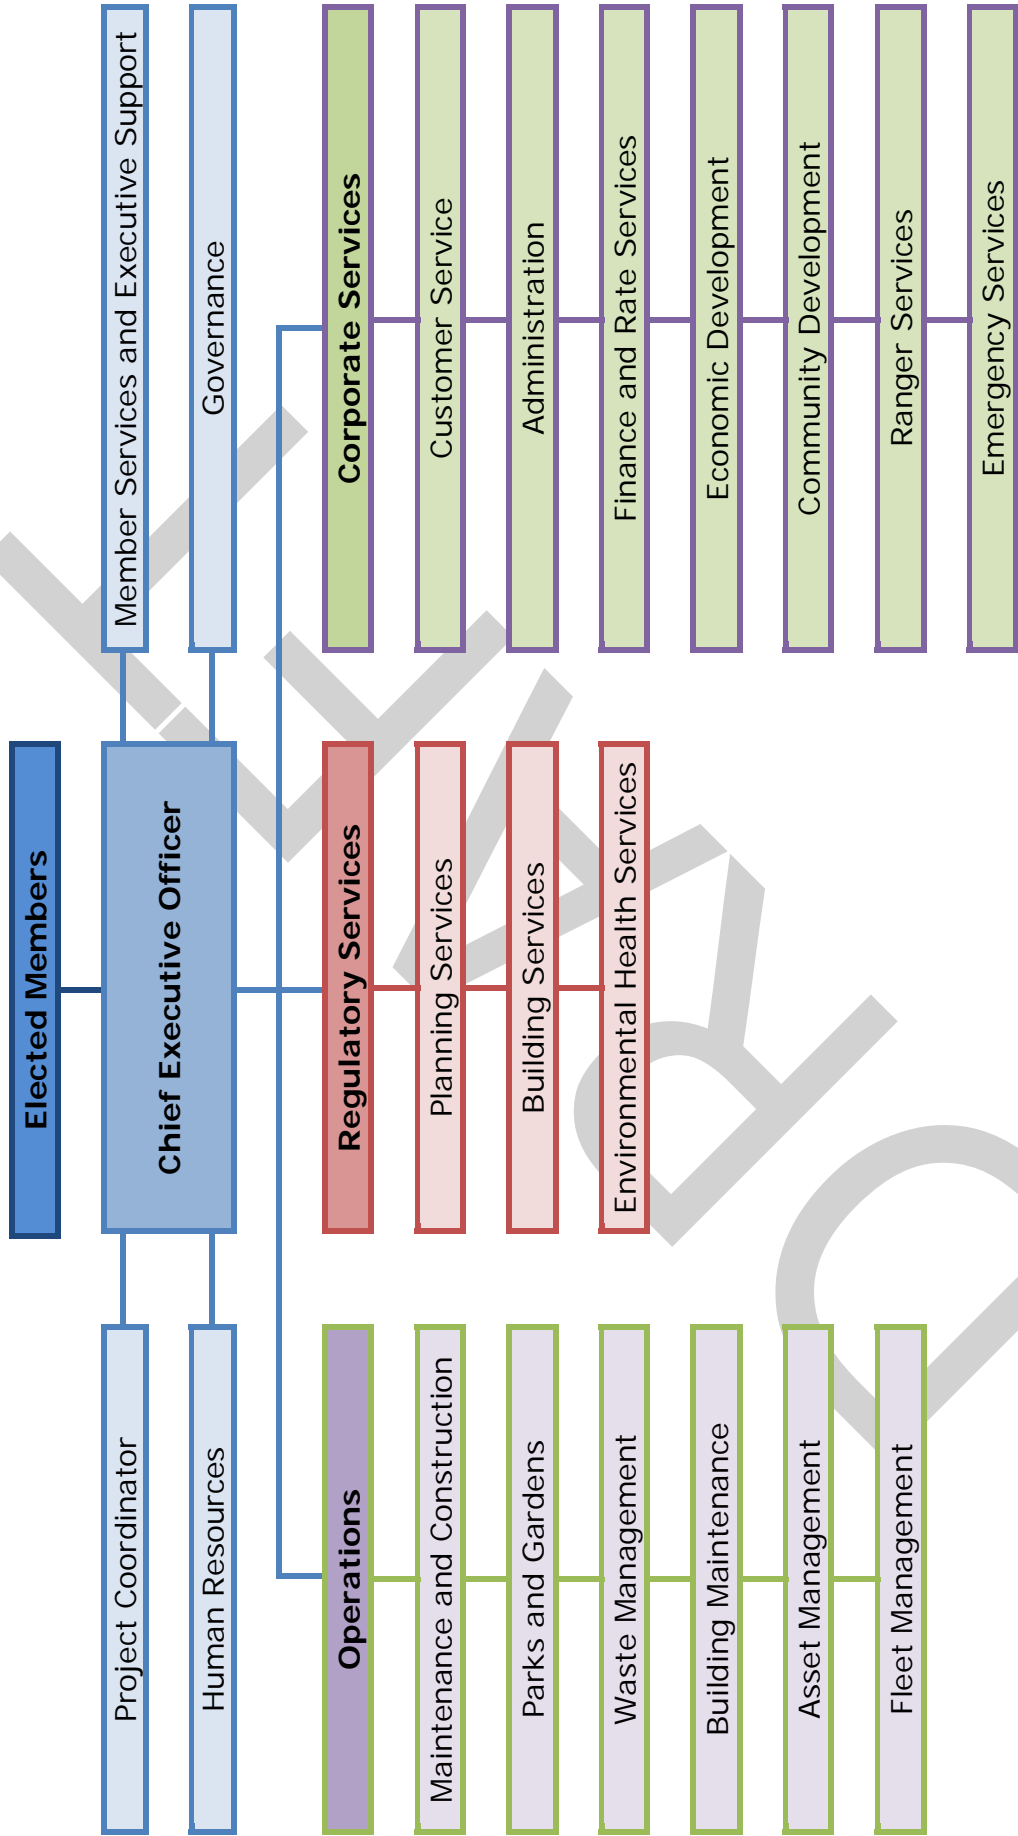 Elected Members
Project Coordinator
Chief Executive Officer
Member Services and Executive Support
Human Resources
Governance
Operations
Regulatory Services
Corporate Services
Maintenance and Construction
Planning Services
Customer Service
Parks and Gardens
Building Services
Administration
Waste Management
Environmental Health Services
Finance and Rate Services
Building Maintenance
Economic Development
Asset Management
Community Development
Fleet Management
Ranger Services
Emergency Services
DRAFT